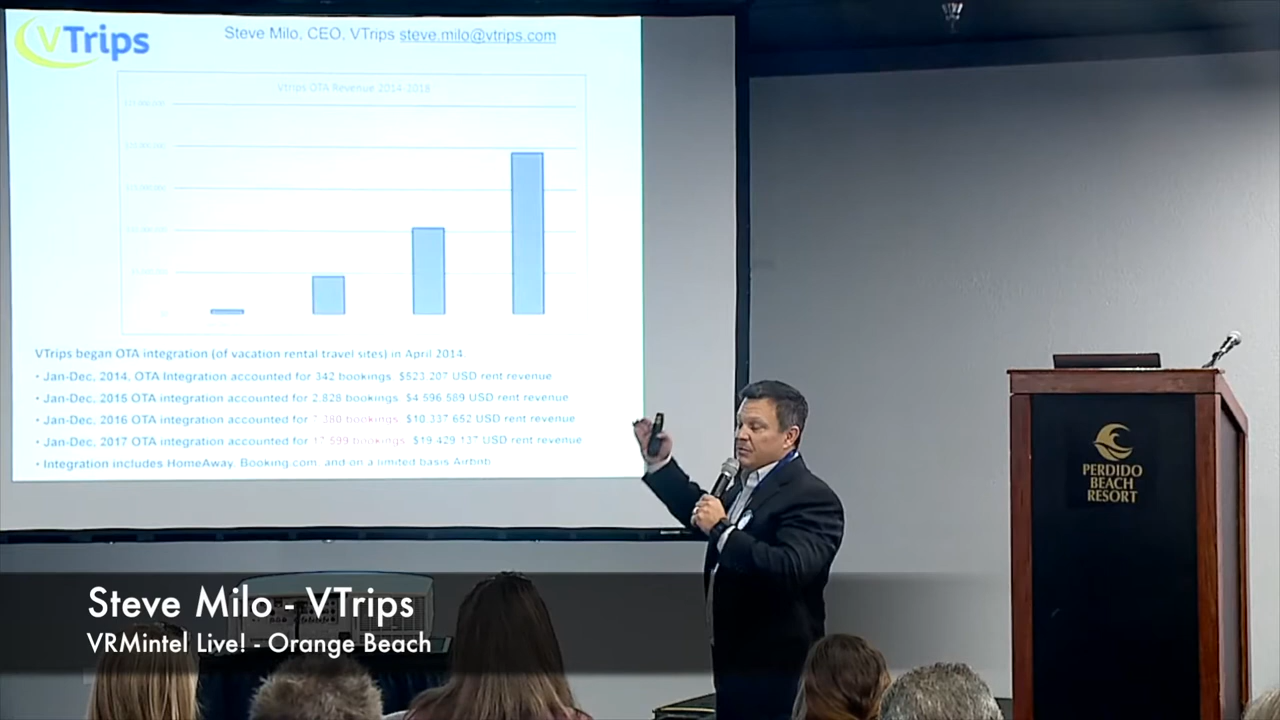 VTrips
Steve Milo, CEO, VTrips steve.milo@vtrips.com
Vtrips OTA Revenue 2014-2018
VTrips began OTA integration (of vacation rental travel sites) in April 2014.
• Jan-Dec, 2014, OTA Integration accounted for 342 bookings. $523 207 USD rent revenue.
• Jan-Dec, 2015 OTA integration accounted for 2,828 bookings. $4 596 589 USD rent revenue.
• Jan-Dec, 2016 OTA integration accounted for bookings. $10 337 652 USD rent revenue.
• Jan-Dec, 2017 OTA integration accounted for bookings. $19 429 137 USD rent revenue.
• Integration includes HomeAway, Booking.com, and on a limited basis Airbnb.
PERDIDO
BEACH
RESORT
Steve Milo - VTrips
VRMintel Live! - Orange Beach